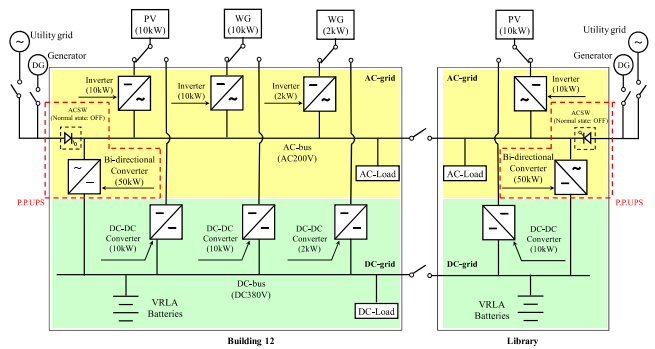 PV
(10kW)
WG
(10kW)
WG
(2kW)
PV
(10kW)
Utility grid
Generator
DG
Utility grid
Generator
DG
AC-grid
AC-grid
Inverter
(10kW)
Inverter
(10kW)
Inverter
(2kW)
Inverter
(10kW)
ACSW
(Normal state: OFF)
ACSW
(Normal state: OFF)
AC-bus
(AC200V)
Bi-directional
Converter
(50kW)
AC-Load
AC-Load
Bi-directional
Converter
(50kW)
P.P.UPS
P.P.UPS
DC-DC
Converter
(10kW)
DC-DC
Converter
(10kW)
DC-DC
Converter
(2kW)
DC-DC
Converter
(10kW)
DC-grid
DC-grid
DC-bus
(DC380V)
VRLA
Batteries
DC-Load
VRLA
Batteries
Building 12
Library